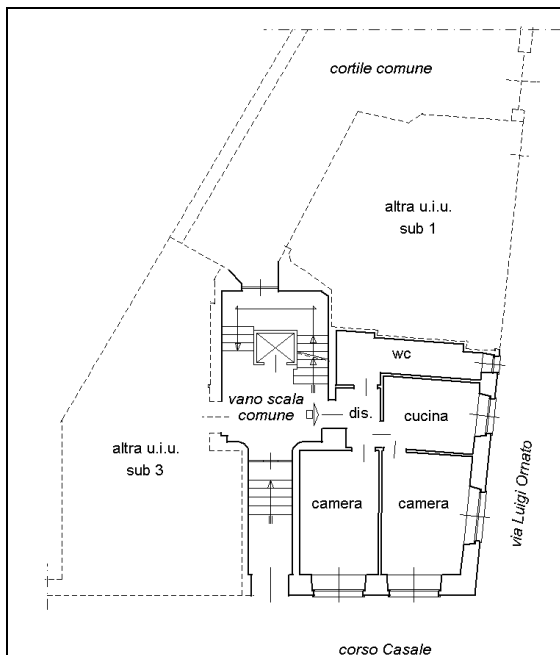 cortile comune
altra u.i.u.
sub 1
wc
vano scala
comune
dis.
cucina
altra u.i.u.
sub 3
camera
camera
via Luigi Ornato
corso Casale